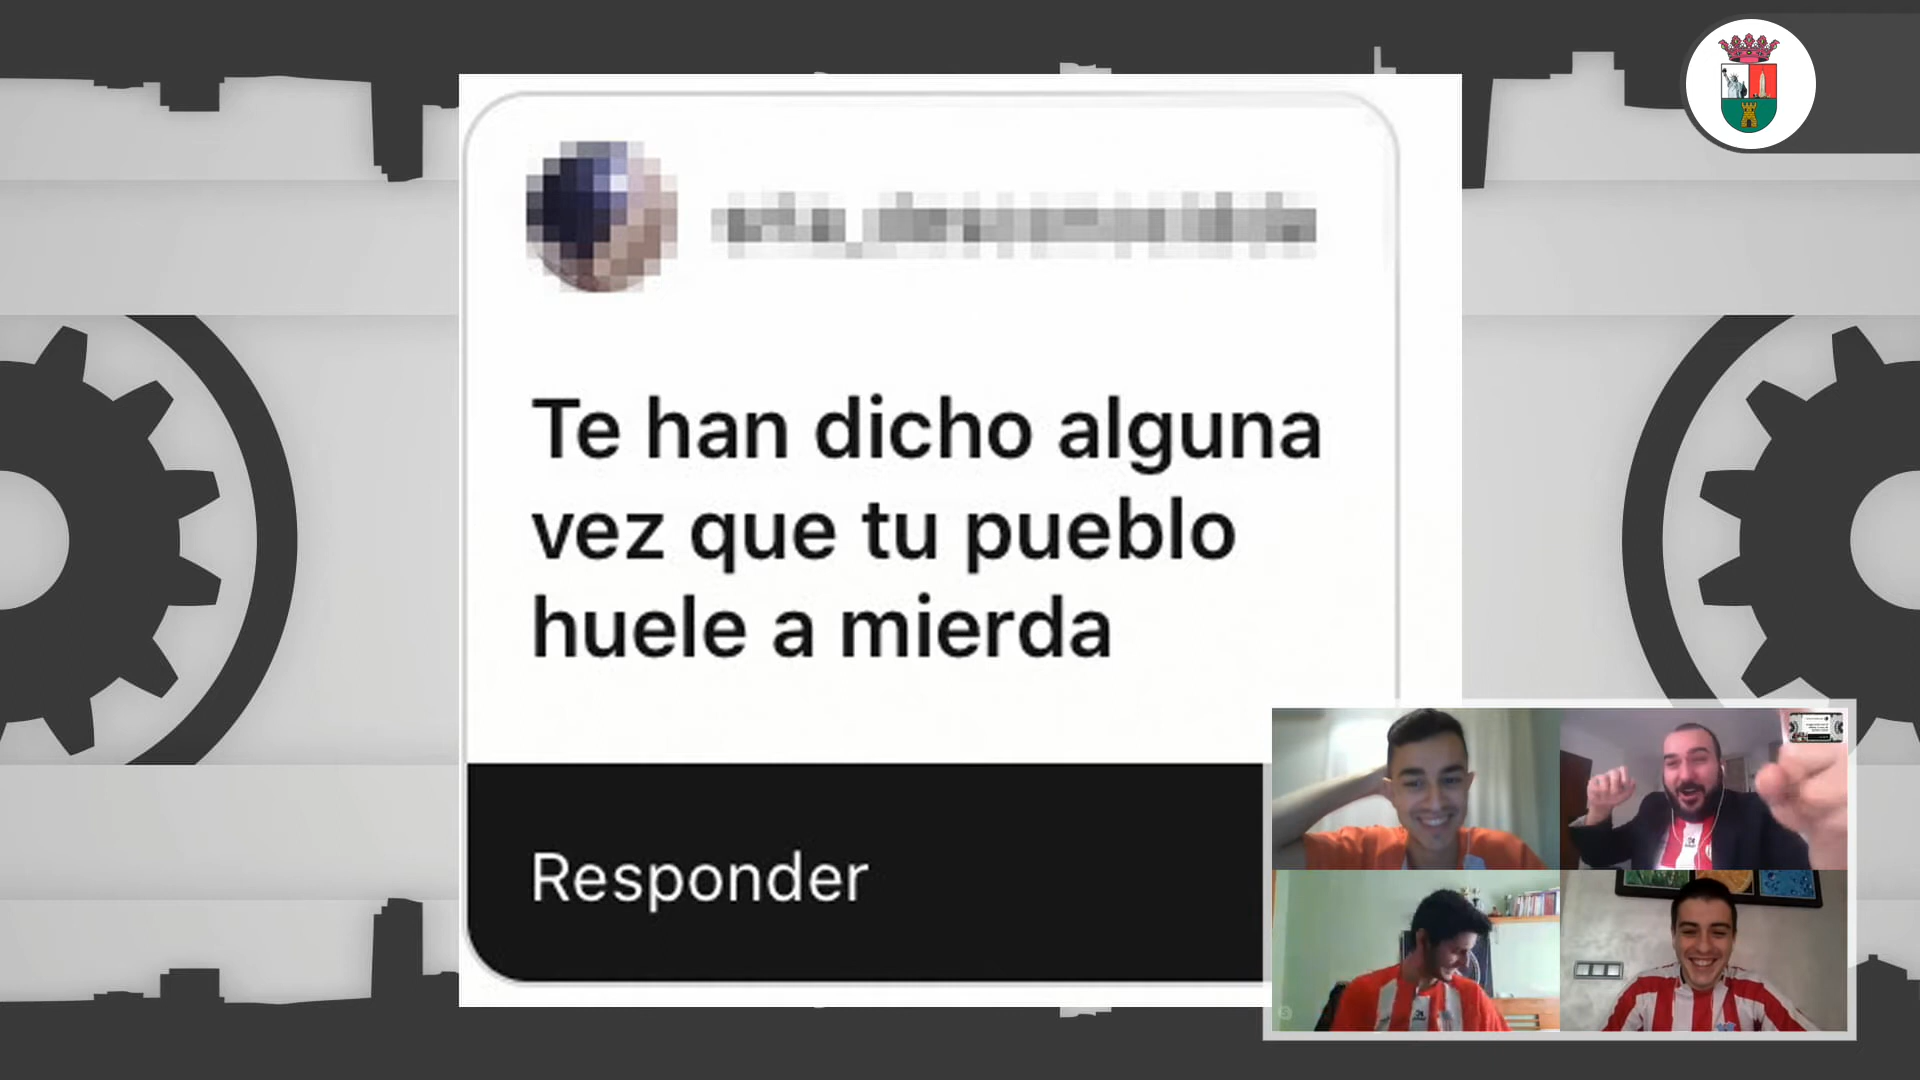 Te han dicho alguna
vez que tu pueblo
huele a mierda
Responder